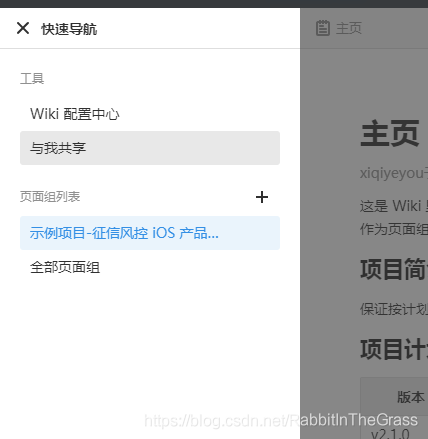 快速导航
主页
工具
Wiki 配置中心
与我共享
页面组列表
示例项目-征信风控 iOS 产品...
全部页面组
主页
xiqiyeyou
这是 Wiki
作为页面组
项目简
保证按计划
项目计
版本
v2.1.0
https://blog.csdn.net/RabbitInTheGrass